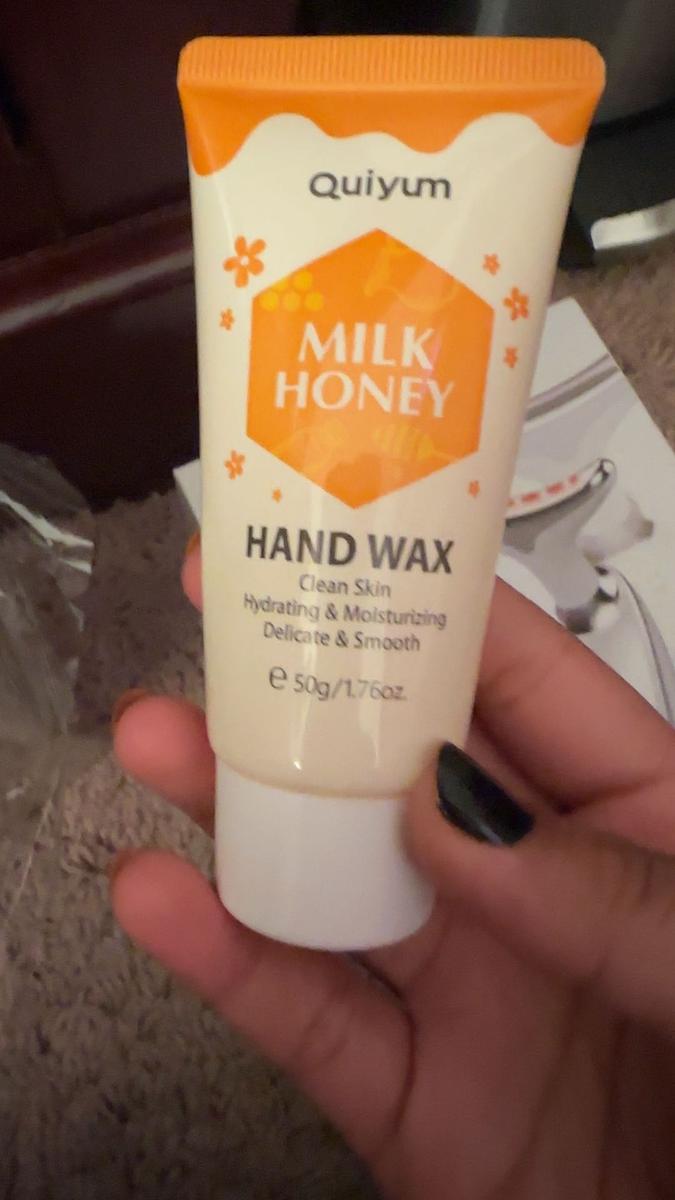 Quiyum
MILK
HONEY
HAND WAX
Clean Skin
Hydrating & Moisturizing
Delicate & Smooth
℮ 50g/1.76oz.